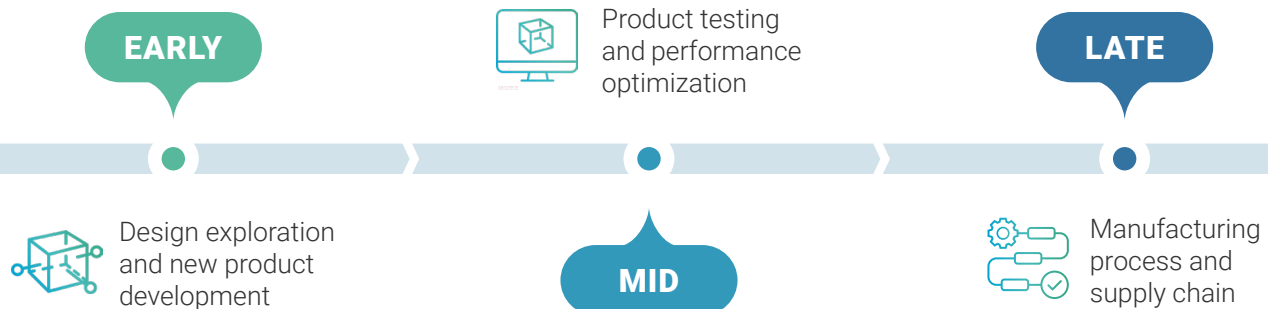 EARLY
Design exploration
and new product
development
Product testing
and performance
optimization
MID
LATE
Manufacturing
process and
supply chain